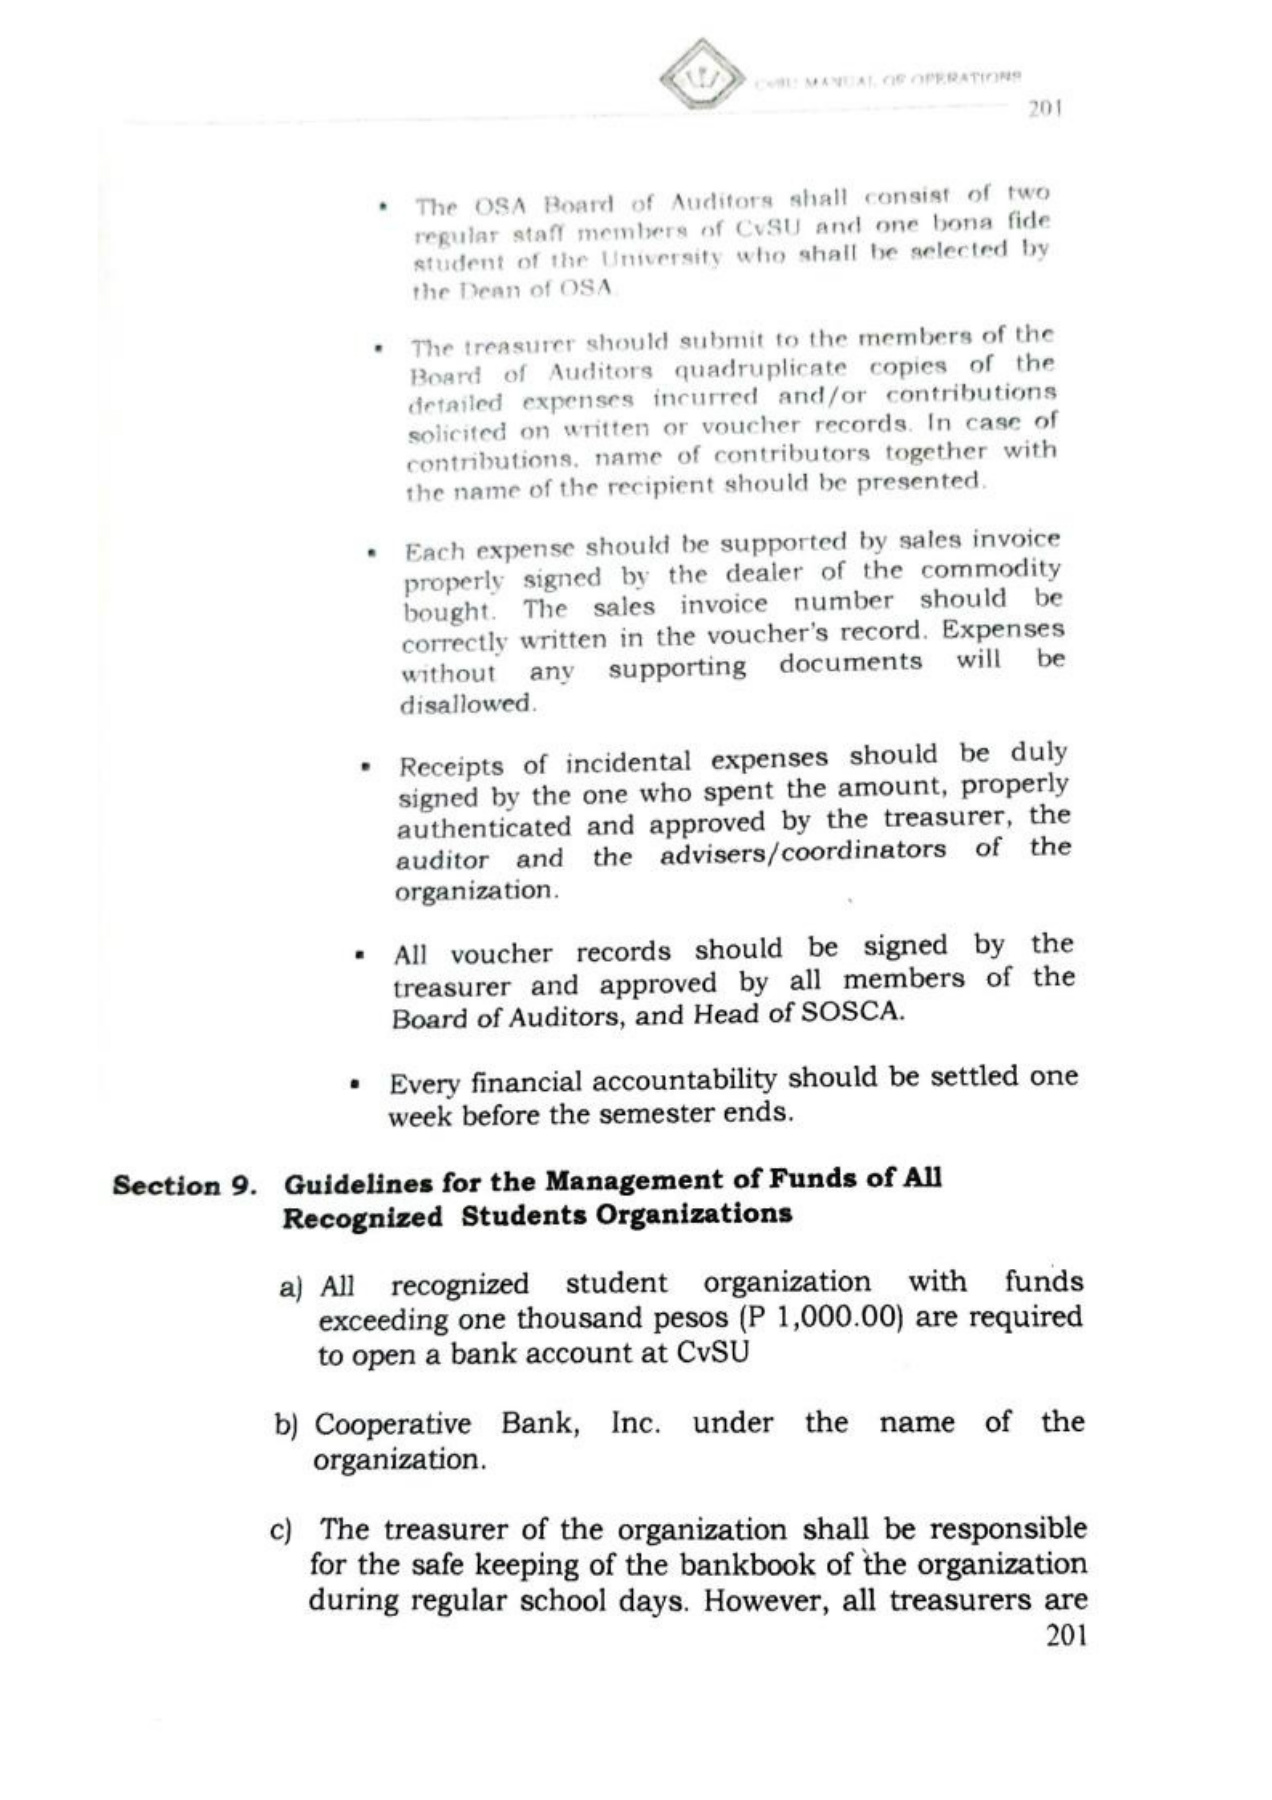 CvSU MANUAL OF OPERATIONS
201
▪ The OSA Board of Auditors shall consist of two
regular staff members of CvSU and one bona fide
student of the University who shall be selected by
the Dean of OSA.
▪ The treasurer should submit to the members of the
Board of Auditors quadruplicate copies of the
detailed expenses incurred and/or contributions
solicited on written or voucher records. In case of
contributions, name of contributors together with
the name of the recipient should be presented.
▪ Each expense should be supported by sales invoice
properly signed by the dealer of the commodity
bought. The sales invoice number should be
correctly written in the voucher's record. Expenses
without any supporting documents will be
disallowed.
▪ Receipts of incidental expenses should be duly
signed by the one who spent the amount, properly
authenticated and approved by the treasurer, the
auditor and the advisers/coordinators of the
organization.
▪ All voucher records should be signed by the
treasurer and approved by all members of the
Board of Auditors, and Head of SOSCA.
▪ Every financial accountability should be settled one
week before the semester ends.
Section 9. Guidelines for the Management of Funds of All
Recognized Students Organizations
a) All recognized student organization with funds
exceeding one thousand pesos (P 1,000.00) are required
to open a bank account at CvSU
b) Cooperative Bank, Inc. under the name of the
organization.
c) The treasurer of the organization shall be responsible
for the safe keeping of the bankbook of the organization
during regular school days. However, all treasurers are
201